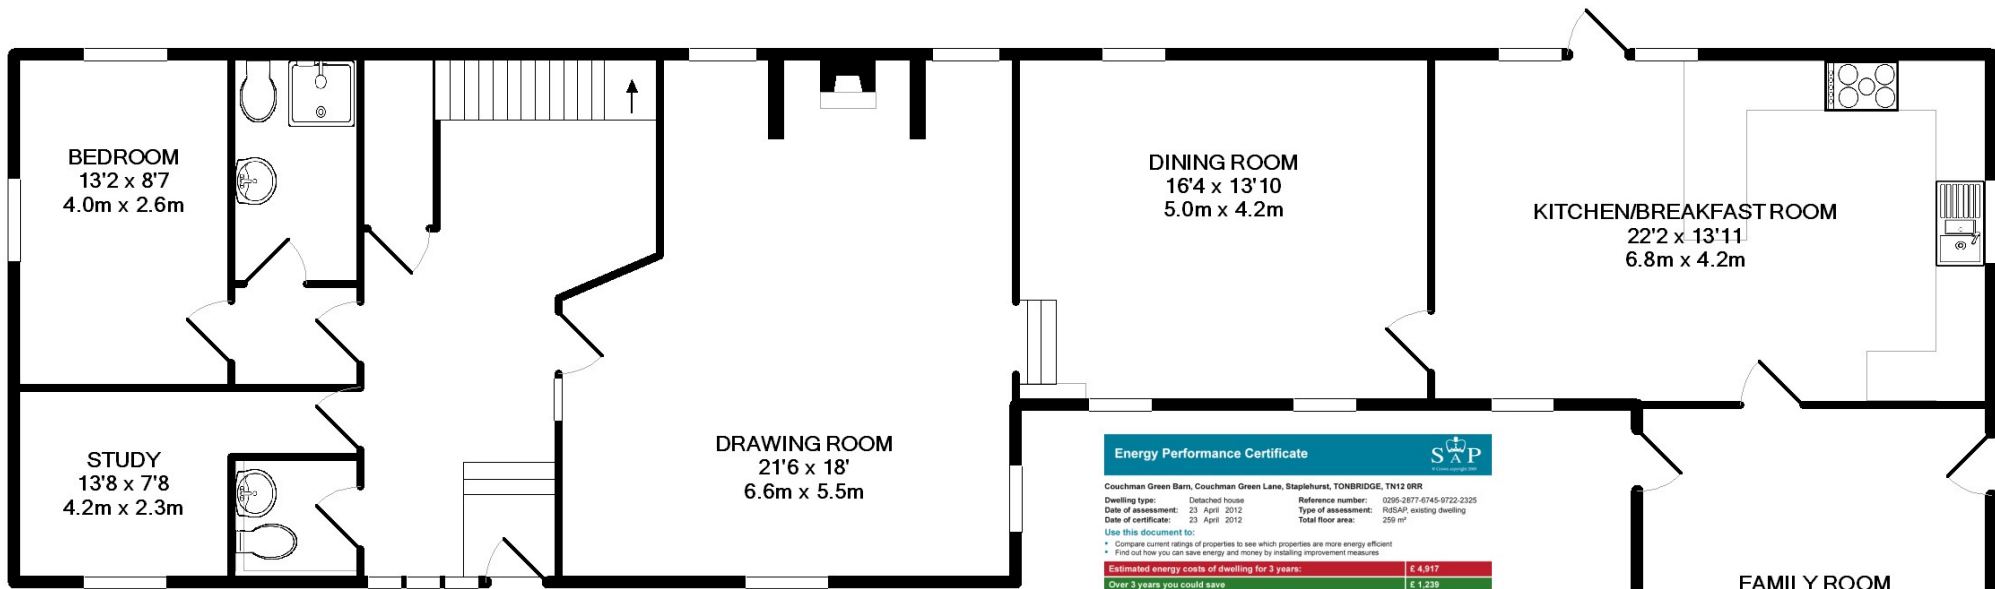 BEDROOM
13'2 x 8'7
4.0m x 2.6m
STUDY
13'8 x 7'8
4.2m x 2.3m
DRAWING ROOM
21'6 x 18'
6.6m x 5.5m
DINING ROOM
16'4 x 13'10
5.0m x 4.2m
KITCHEN/BREAKFAST ROOM
22'2 x 13'11
6.8m x 4.2m
FAMILY ROOM
Energy Performance Certificate
SAP
© Crown copyright 2009
Couchman Green Barn, Couchman Green Lane, Staplehurst, TONBRIDGE, TN12 0RR
Dwelling type: Detached house Reference number: 0295-2877-6745-9722-2325
Date of assessment: 23 April 2012 Type of assessment: RdSAP, existing dwelling
Date of certificate: 23 April 2012 Total floor area: 259 m²
Use this document to:
• Compare current ratings of properties to see which properties are more energy efficient
• Find out how you can save energy and money by installing improvement measures
Estimated energy costs of dwelling for 3 years: £ 4,917
Over 3 years you could save £ 1,239